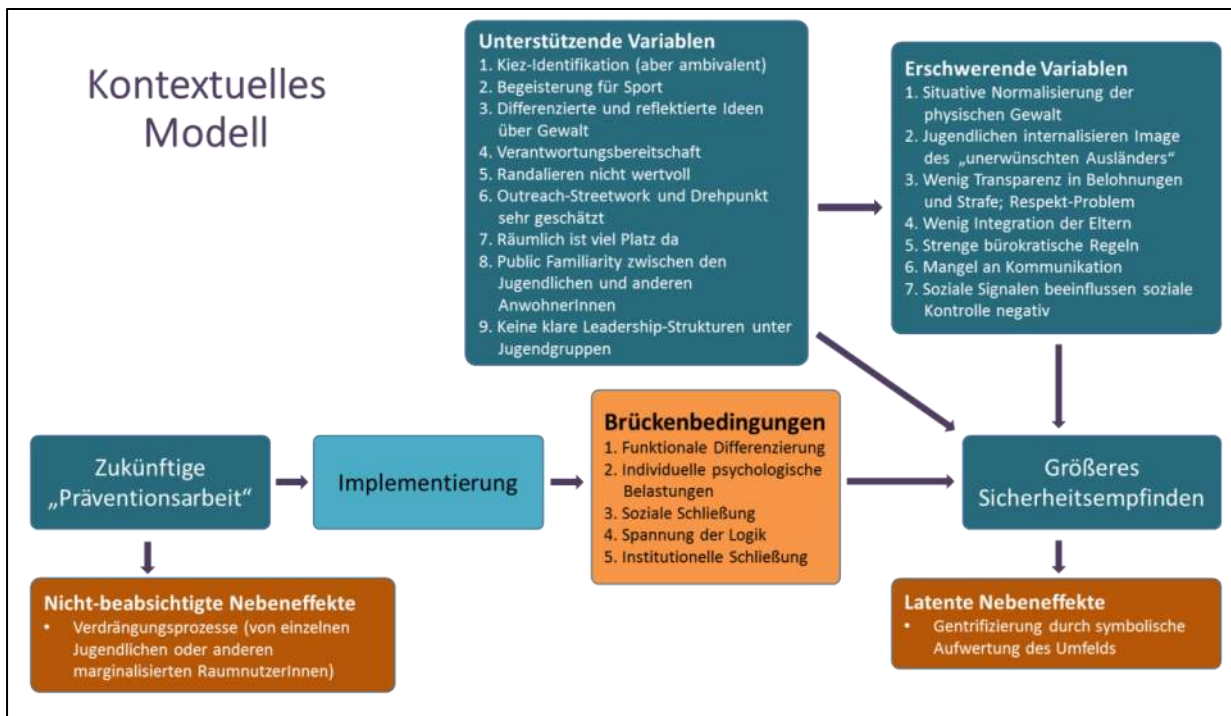 Kontextuelles
Modell
Unterstützende Variablen
1. Kiez-Identifikation (aber ambivalent)
2. Begeisterung für Sport
3. Differenzierte und reflektierte Ideen
über Gewalt
4. Verantwortungsbereitschaft
5. Randalieren nicht wertvoll
6. Outreach-Streetwork und Drehpunkt
sehr geschätzt
7. Räumlich ist viel Platz da
8. Public Familiarity zwischen den
Jugendlichen und anderen
AnwohnerInnen
9. Keine klare Leadership-Strukturen unter
Jugendgruppen
Erschwerende Variablen
1. Situative Normalisierung der
physischen Gewalt
2. Jugendlichen internalisieren Image
des „unerwünschten Ausländers“
3. Wenig Transparenz in Belohnungen
und Strafe; Respekt-Problem
4. Wenig Integration der Eltern
5. Strenge bürokratische Regeln
6. Mangel an Kommunikation
7. Soziale Signalen beeinflussen soziale
Kontrolle negativ
Zukünftige
„Präventionsarbeit“
Implementierung
Brückenbedingungen
1. Funktionale Differenzierung
2. Individuelle psychologische
Belastungen
3. Soziale Schließung
4. Spannung der Logik
5. Institutionelle Schließung
Größeres
Sicherheitsempfinden
Nicht-beabsichtigte Nebeneffekte
• Verdrängungsprozesse (von einzelnen
Jugendlichen oder anderen
marginalisierten RaumnutzerInnen)
Latente Nebeneffekte
• Gentrifizierung durch symbolische
Aufwertung des Umfelds